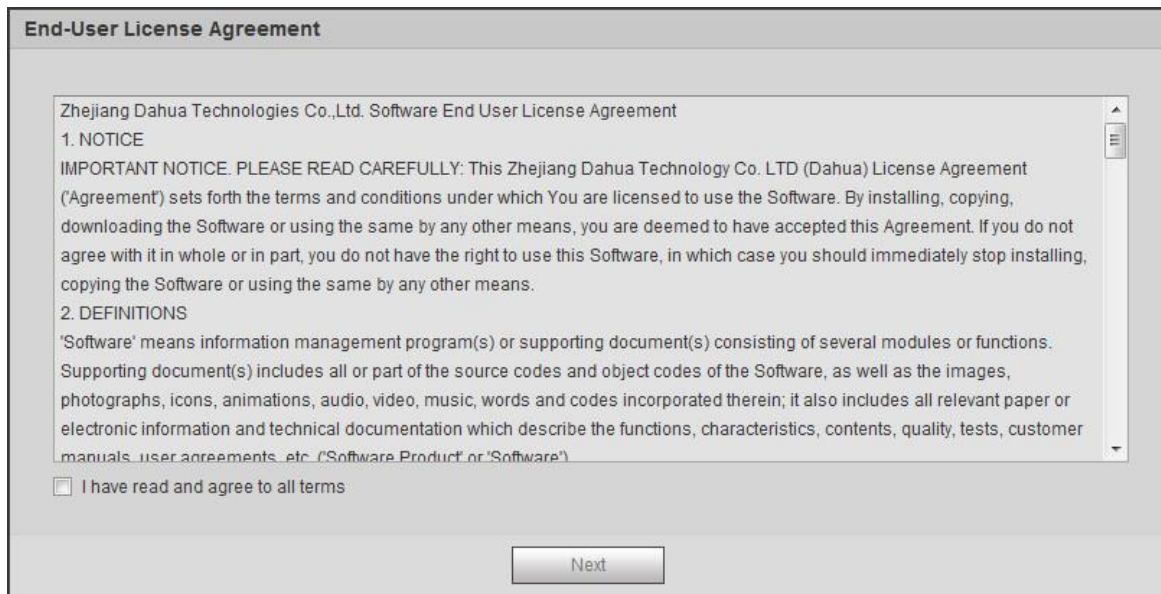 End-User License Agreement
Zhejiang Dahua Technologies Co.,Ltd. Software End User License Agreement
1. NOTICE
IMPORTANT NOTICE. PLEASE READ CAREFULLY: This Zhejiang Dahua Technology Co. LTD (Dahua) License Agreement
('Agreement') sets forth the terms and conditions under which You are licensed to use the Software. By installing, copying,
downloading the Software or using the same by any other means, you are deemed to have accepted this Agreement. If you do not
agree with it in whole or in part, you do not have the right to use this Software, in which case you should immediately stop installing,
copying the Software or using the same by any other means.
2. DEFINITIONS
'Software' means information management program(s) or supporting document(s) consisting of several modules or functions.
Supporting document(s) includes all or part of the source codes and object codes of the Software, as well as the images,
photographs, icons, animations, audio, video, music, words and codes incorporated therein; it also includes all relevant paper or
electronic information and technical documentation which describe the functions, characteristics, contents, quality, tests, customer
manuals, user agreements, etc. ('Software Product' or 'Software')
I have read and agree to all terms
Next